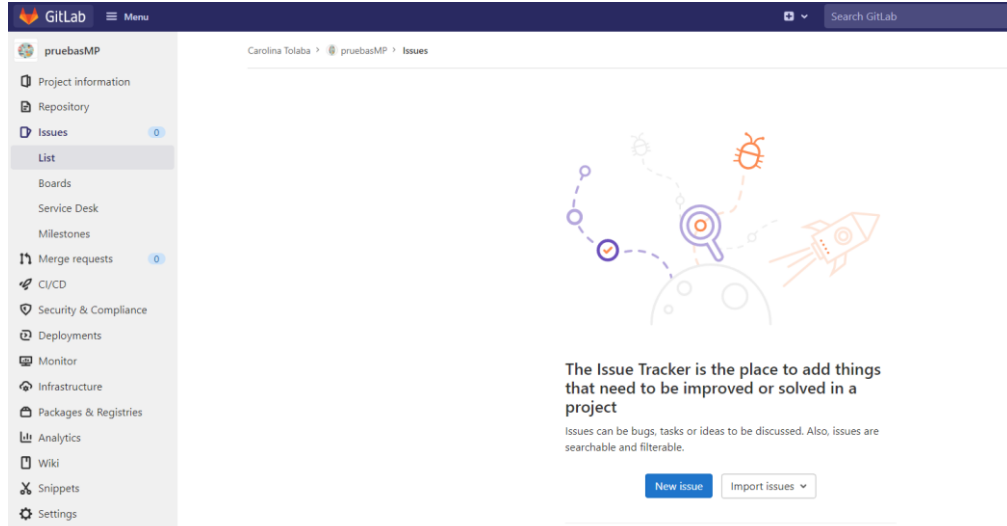 GitLab
Menu
Search GitLab
pruebasMP
Carolina Tolaba > pruebasMP > Issues
Project information
Repository
Issues 0
List
Boards
Service Desk
Milestones
Merge requests 0
CI/CD
Security & Compliance
Deployments
Monitor
Infrastructure
Packages & Registries
Analytics
Wiki
Snippets
Settings
The Issue Tracker is the place to add things
that need to be improved or solved in a
project
Issues can be bugs, tasks or ideas to be discussed. Also, issues are
searchable and filterable.
New issue
Import issues